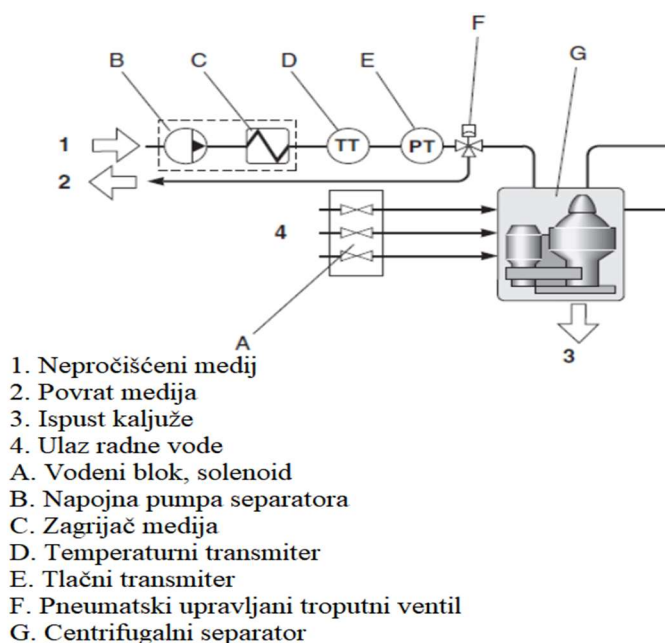 F
B
C
D
E
G
1
TT
PT
2
4
A
3
1. Nepročišćeni medij
2. Povrat medija
3. Ispust kaljuže
4. Ulaz radne vode
A. Vodeni blok, solenoid
B. Napojna pumpa separatora
C. Zagrijač medija
D. Temperaturni transmiter
E. Tlačni transmiter
F. Pneumatski upravljani troputni ventil
G. Centrifugalni separator